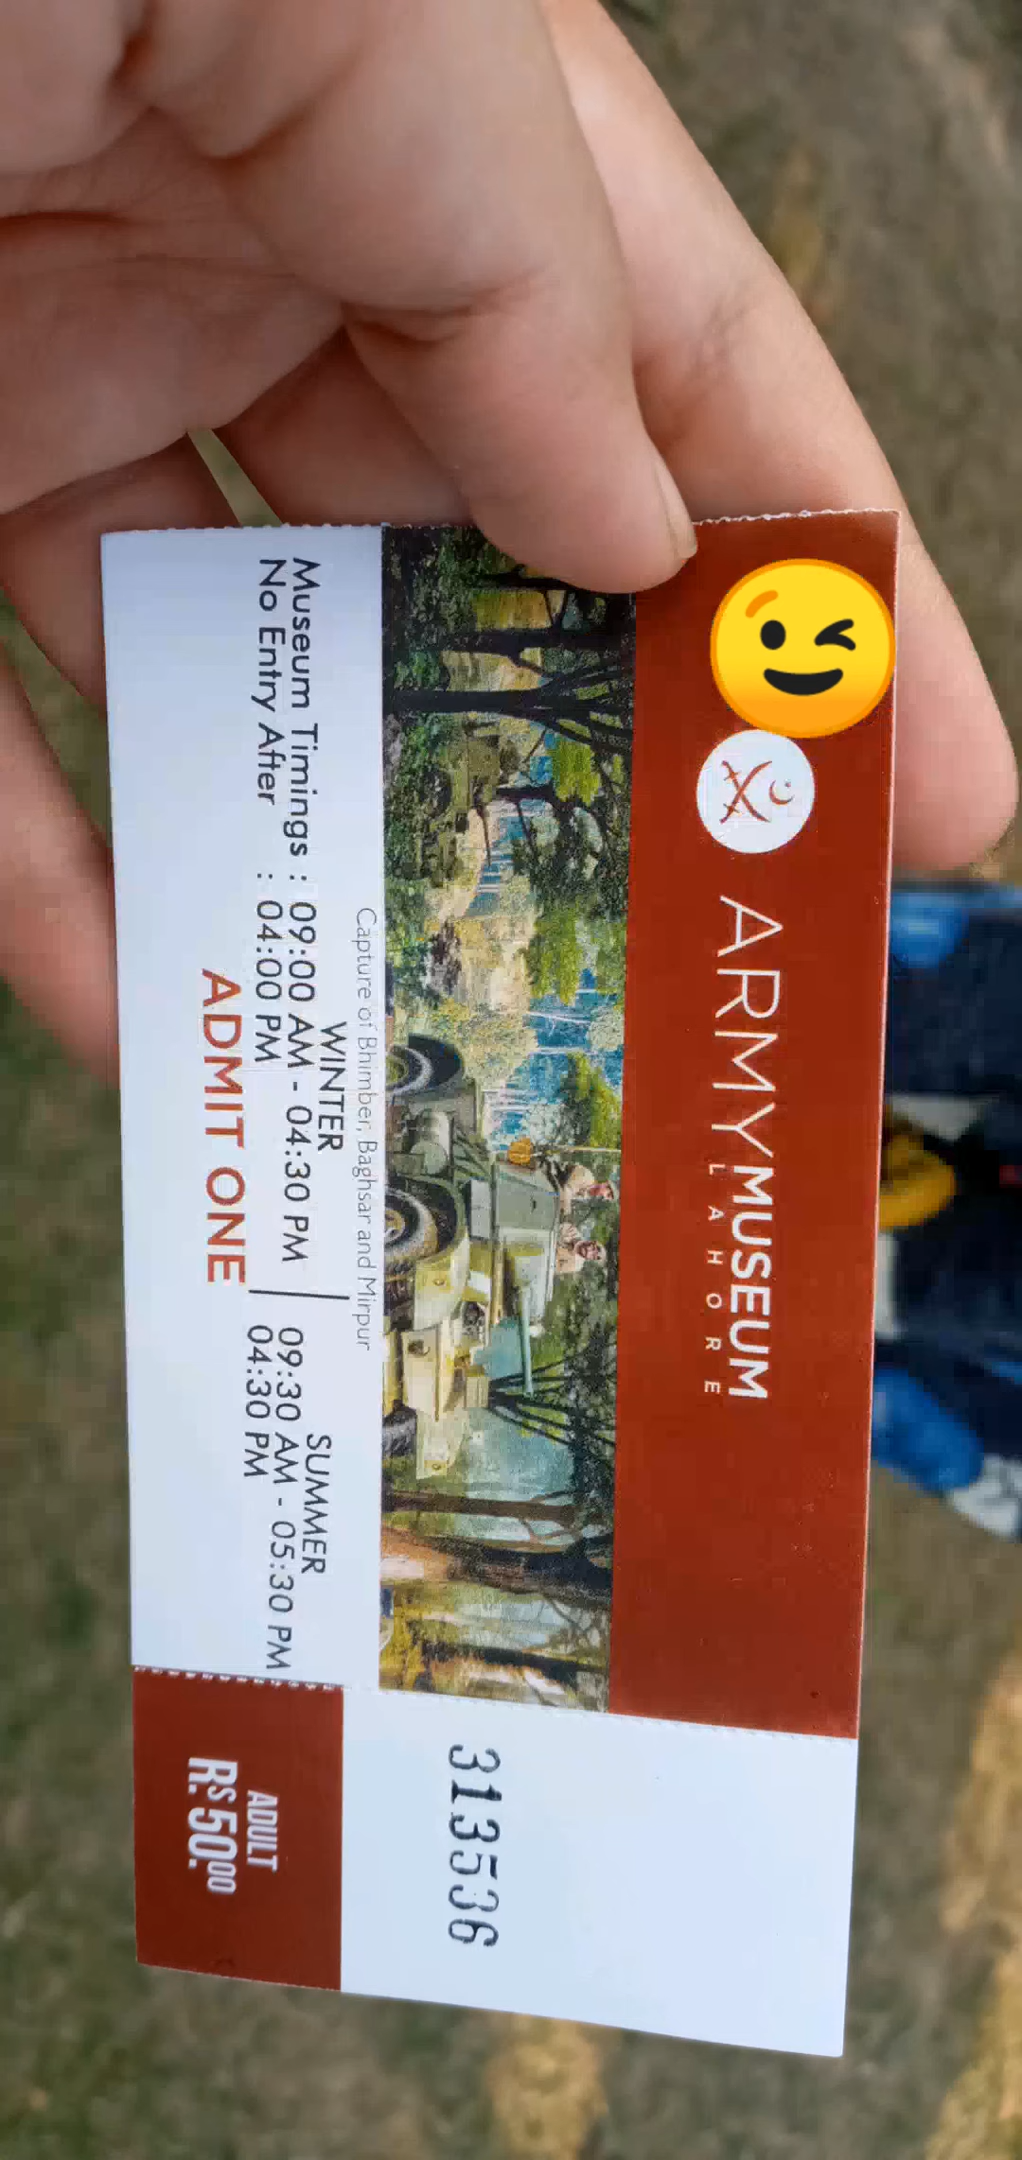 ARMYMUSEUM
LAHORE
Capture of Bhimber, Baghsar and Mirpur
WINTER SUMMER
Museum Timings : 09:00 AM - 04:30 PM 09:30 AM - 05:30 PM
No Entry After : 04:00 PM 04:30 PM
ADMIT ONE
313536
ADULT
RS.50.00